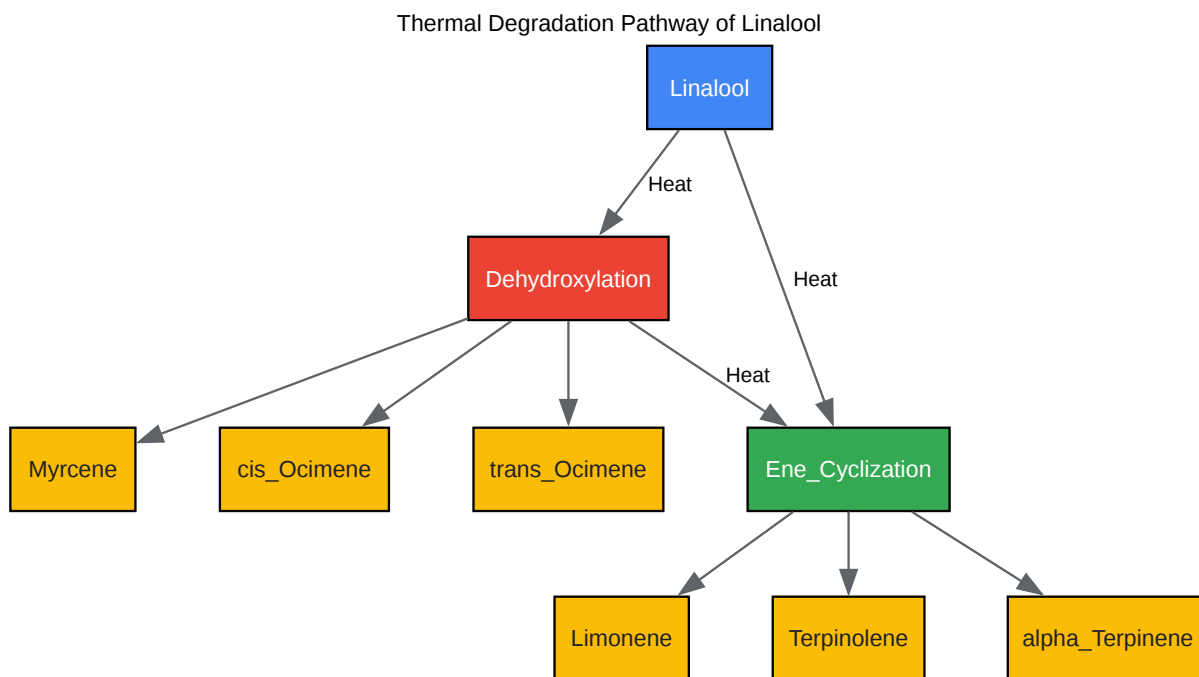 Thermal Degradation Pathway of Linalool
Linalool
Heat
Dehydroxylation
Heat
Heat
Myrcene
cis_Ocimene
trans_Ocimene
Ene_Cyclization
Limonene
Terpinolene
alpha_Terpinene